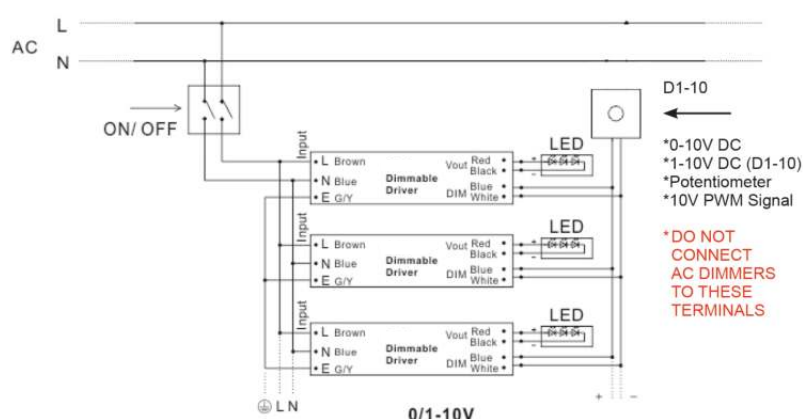 L
AC
N
D1-10
ON/ OFF
*0-10V DC
*1-10V DC (D1-10)
*Potentiometer
*10V PWM Signal
*DO NOT
CONNECT
AC DIMMERS
TO THESE
TERMINALS
Input
L Brown
N Blue
E G/Y
Dimmable
Driver
Vout Red
Black
DIM Blue
White
LED
+
-
Input
L Brown
N Blue
E G/Y
Dimmable
Driver
Vout Red
Black
DIM Blue
White
LED
+
-
Input
L Brown
N Blue
E G/Y
Dimmable
Driver
Vout Red
Black
DIM Blue
White
LED
+
-
L N
+ -
0/1-10V